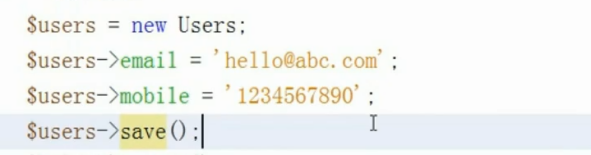 $users = new Users;
$users->email = 'hello@abc.com';
$users->mobile = '1234567890';
$users->save();